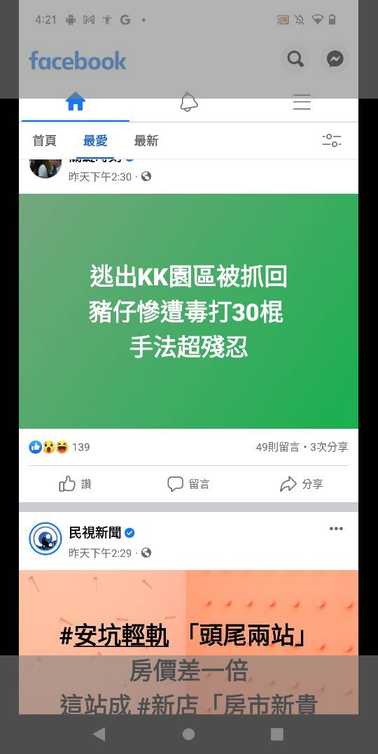 4:21
facebook
首頁
最愛
最新
昨天下午2:30
逃出KK園區被抓回
豬仔慘遭毒打30棍
手法超殘忍
139
49則留言・3次分享
讚
留言
分享
民視新聞
昨天下午2:29
#安坑輕軌 「頭尾兩站」
房價差一倍
這站成 #新店「房市新貴